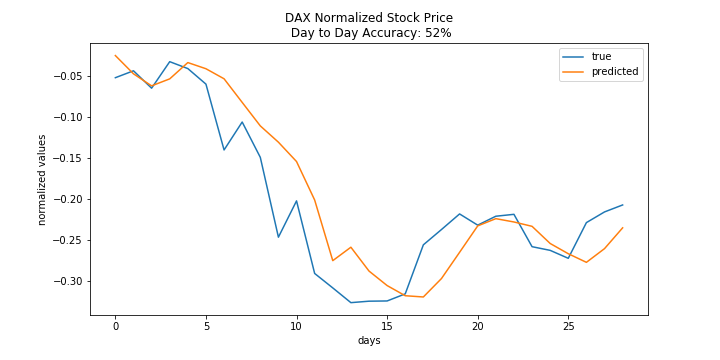 DAX Normalized Stock Price
Day to Day Accuracy: 52%
true
predicted
normalized values
−0.05
−0.10
−0.15
−0.20
−0.25
−0.30
0 5 10 15 20 25
days